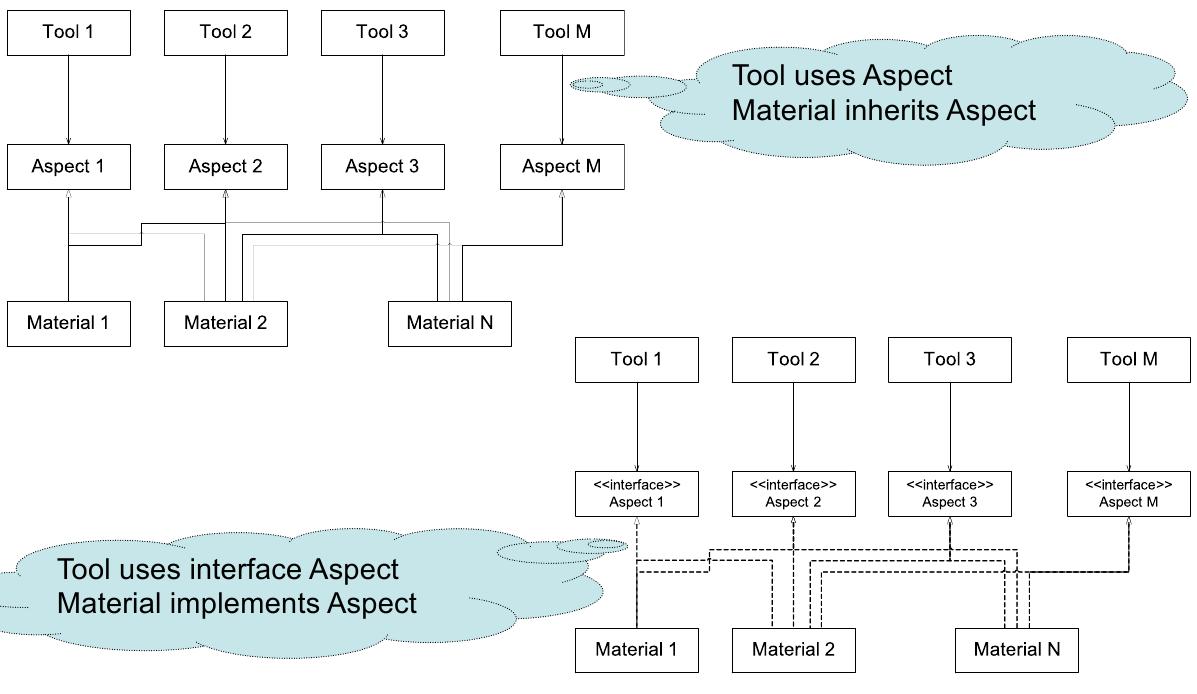 Tool 1
Tool 2
Tool 3
Tool M
Tool uses Aspect
Material inherits Aspect
Aspect 1
Aspect 2
Aspect 3
Aspect M
Material 1
Material 2
Material N
Tool 1
Tool 2
Tool 3
Tool M
<<interface>>
Aspect 1
<<interface>>
Aspect 2
<<interface>>
Aspect 3
<<interface>>
Aspect M
Tool uses interface Aspect
Material implements Aspect
Material 1
Material 2
Material N